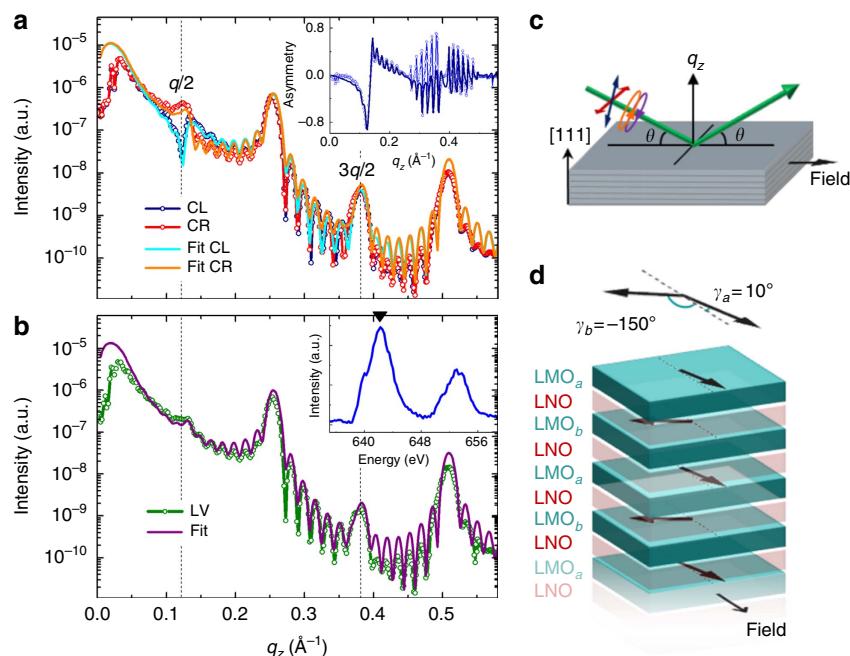 a
Intensity (a.u.)
10⁻⁵
10⁻⁶
10⁻⁷
10⁻⁸
10⁻⁹
10⁻¹⁰
q/2
3q/2
CL
CR
Fit CL
Fit CR
Asymmetry
0.8
0.0
−0.8
0.0 0.2 0.4
q_z (Å⁻¹)
b
Intensity (a.u.)
10⁻⁵
10⁻⁶
10⁻⁷
10⁻⁸
10⁻⁹
10⁻¹⁰
LV
Fit
Intensity (a.u.)
640 648 656
Energy (eV)
0.0 0.1 0.2 0.3 0.4 0.5
q_z (Å⁻¹)
c
q_z
θ θ
[111]
Field
d
γ_a = 10°
γ_b = −150°
LMO_a
LNO
LMO_b
LNO
LMO_a
LNO
LMO_b
LNO
LMO_a
LNO
Field